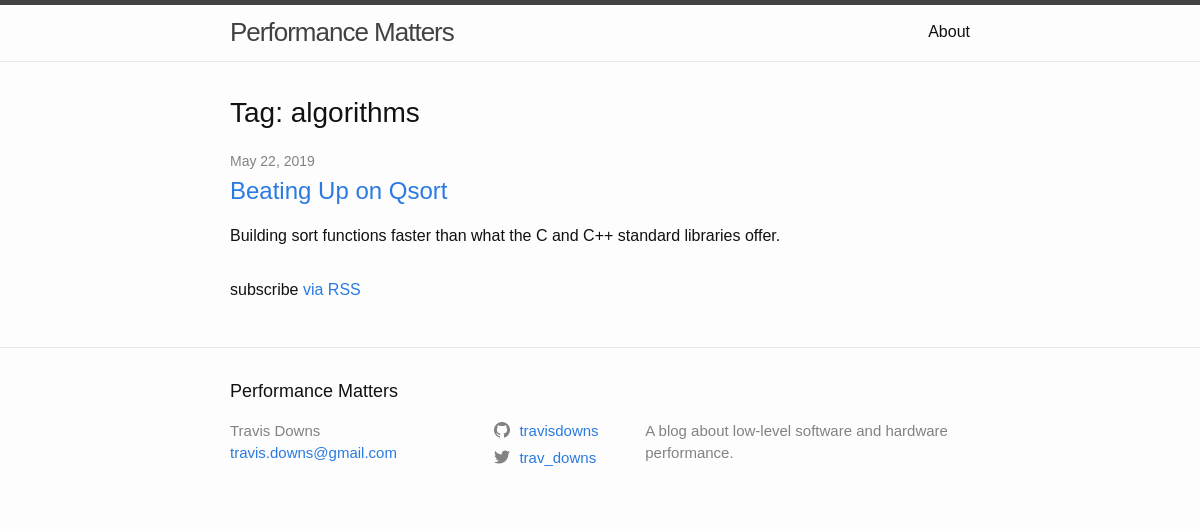 Performance Matters
About
Tag: algorithms
May 22, 2019
Beating Up on Qsort
Building sort functions faster than what the C and C++ standard libraries offer.
subscribe via RSS
Performance Matters
Travis Downs
travis.downs@gmail.com
travisdowns
trav_downs
A blog about low-level software and hardware
performance.